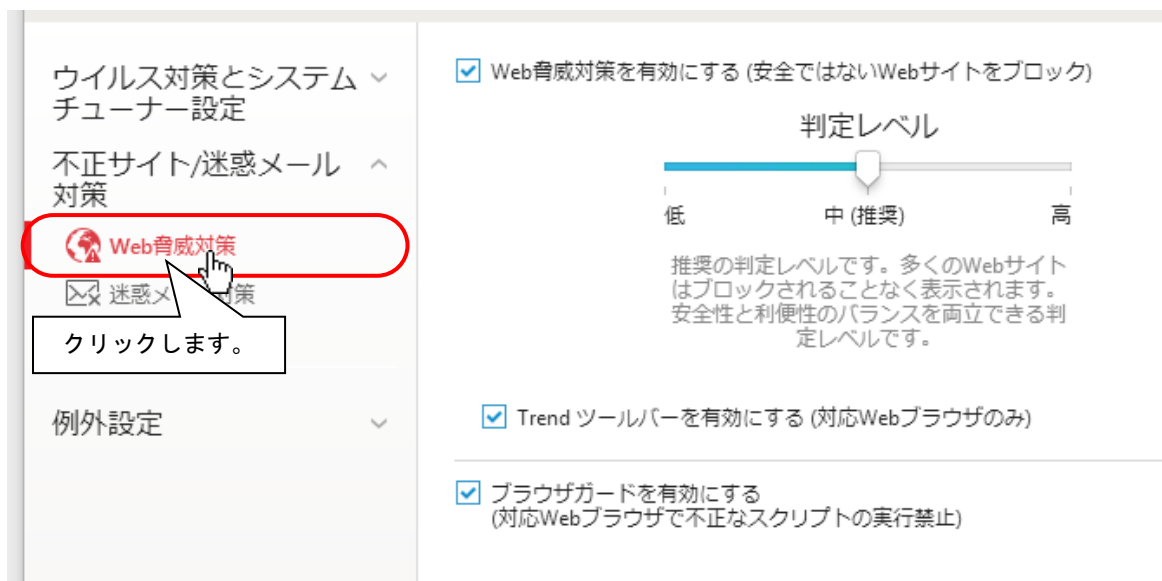 ウイルス対策とシステム
チューナー設定
不正サイト/迷惑メール
対策
Web脅威対策
迷惑メ 対策
クリックします。
例外設定
Web脅威対策を有効にする (安全ではないWebサイトをブロック)
判定レベル
低 中 (推奨) 高
推奨の判定レベルです。多くのWebサイト
はブロックされることなく表示されます。
安全性と利便性のバランスを両立できる判
定レベルです。
Trend ツールバーを有効にする (対応Webブラウザのみ)
ブラウザガードを有効にする
(対応Webブラウザで不正なスクリプトの実行禁止)